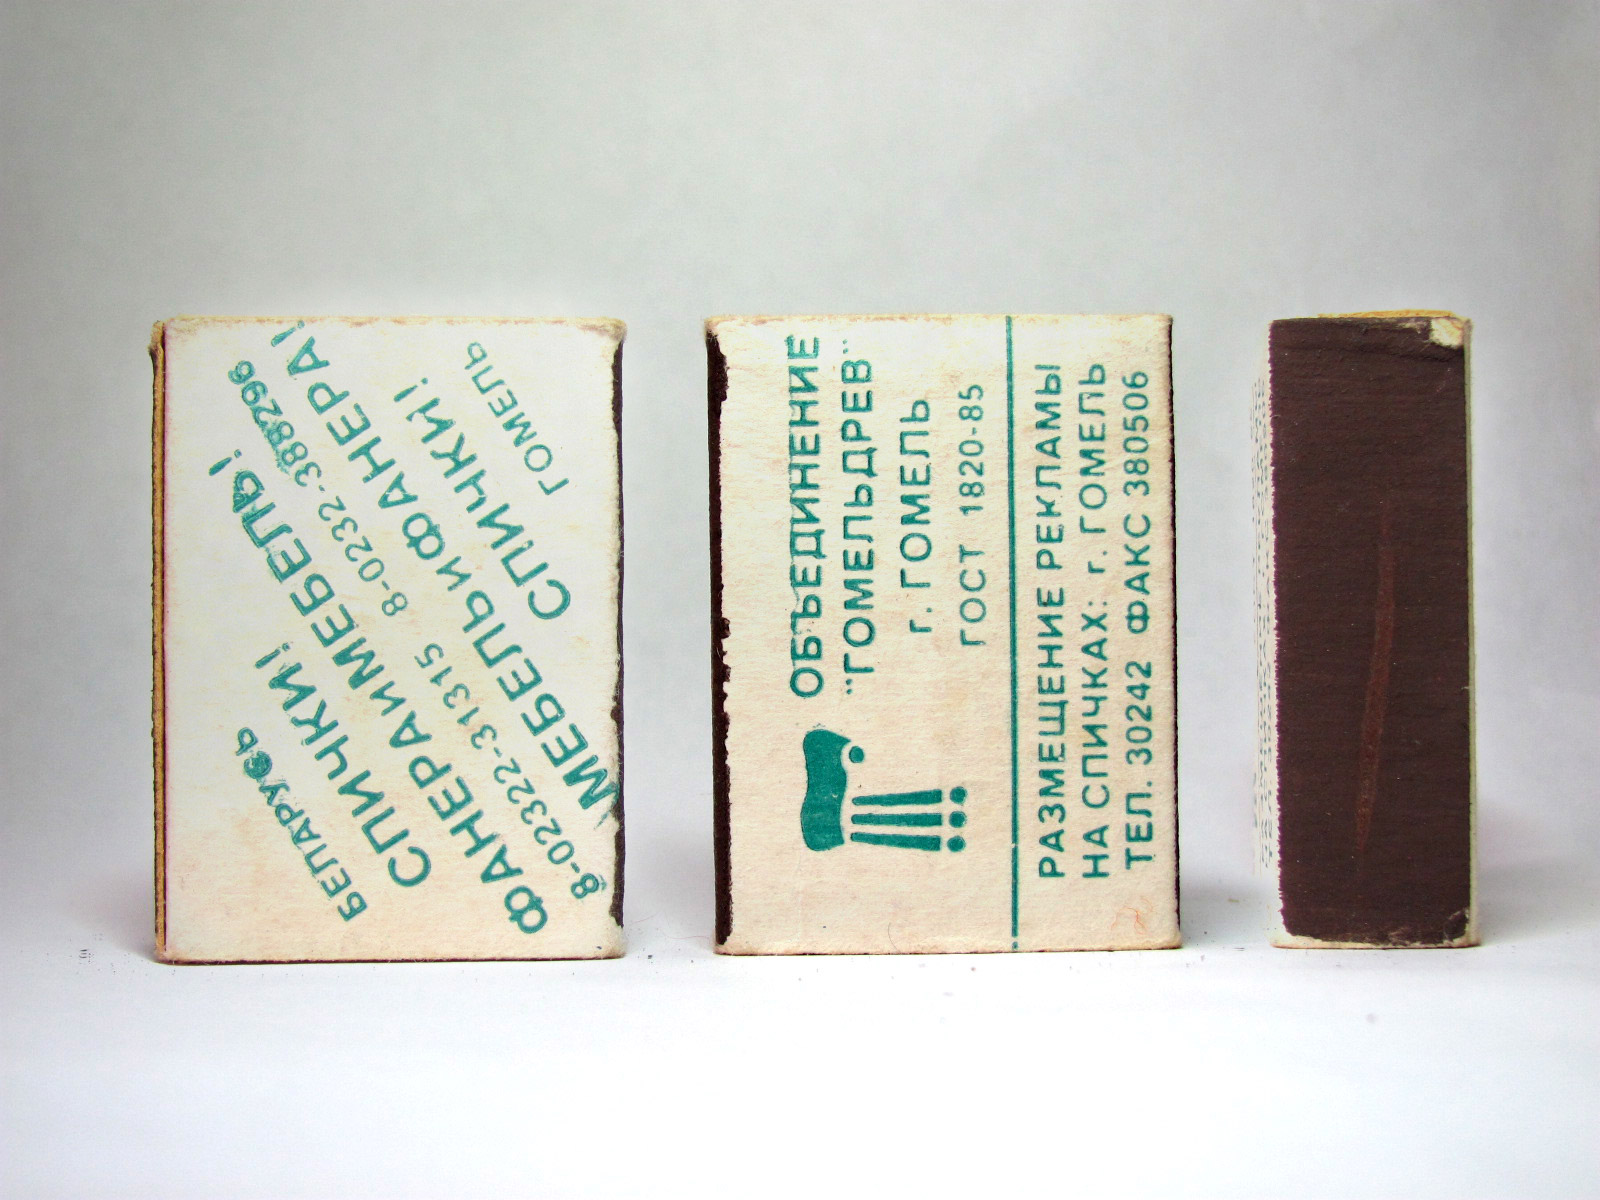 БЕЛАРУСЬ
СПИЧКИ!
ФАНЕРА И МЕБЕЛЬ!
8-02322-31315 8-0232-388296
МЕБЕЛЬ и ФАНЕРА!
СПИЧКИ!
ГОМЕЛЬ
ОБЪЕДИНЕНИЕ
"ГОМЕЛЬДРЕВ"
г. ГОМЕЛЬ
ГОСТ 1820-85
РАЗМЕЩЕНИЕ РЕКЛАМЫ
НА СПИЧКАХ: г. ГОМЕЛЬ
ТЕЛ. 30242 ФАКС 380506